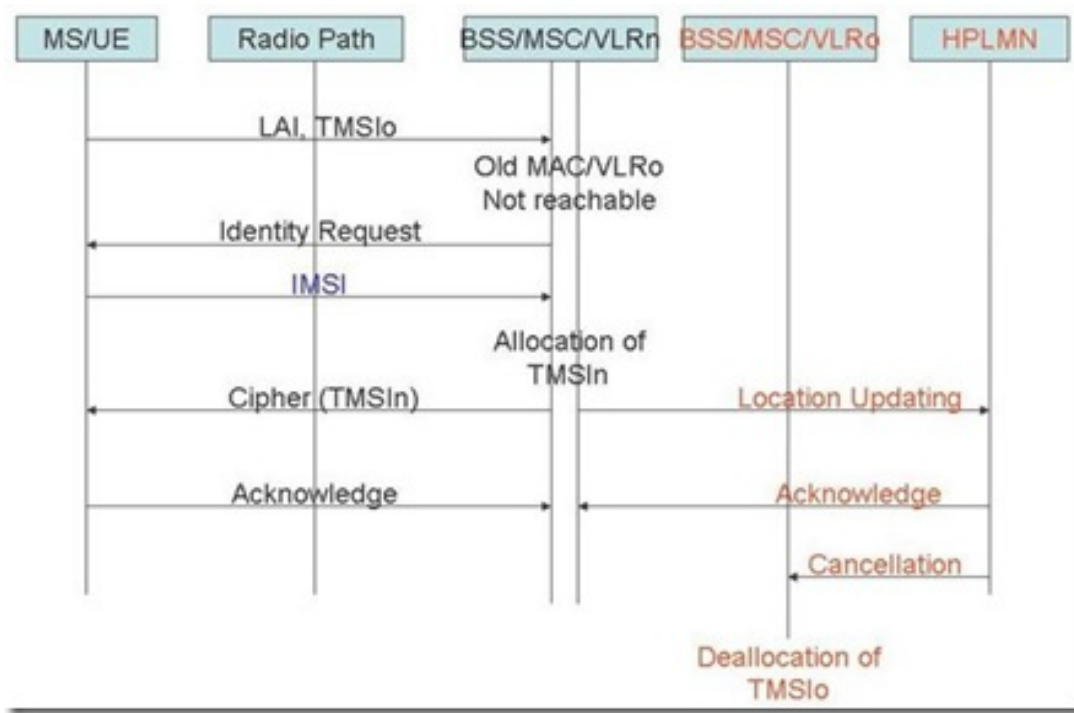 MS/UE
Radio Path
BSS/MSC/VLRn
BSS/MSC/VLRo
HPLMN
LAI, TMSIo
Old MAC/VLRo
Not reachable
Identity Request
IMSI
Allocation of
TMSIn
Cipher (TMSIn)
Location Updating
Acknowledge
Acknowledge
Cancellation
Deallocation of
TMSIo